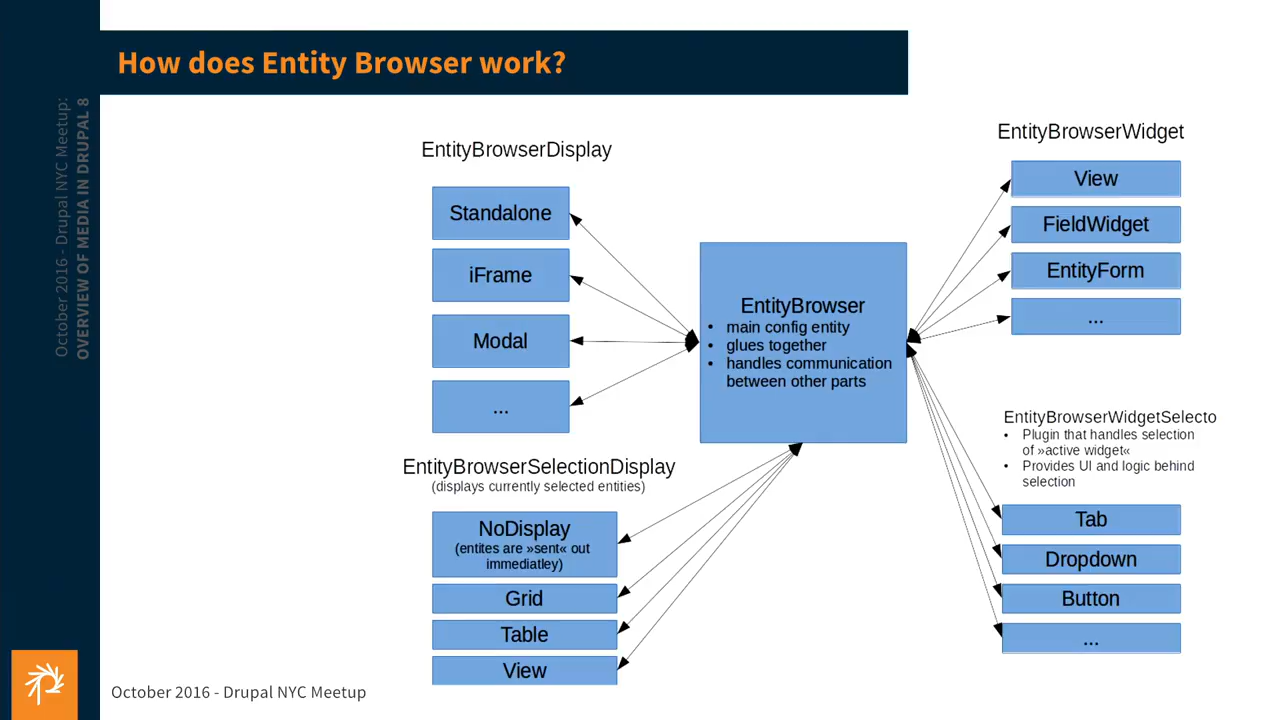 How does Entity Browser work?
October 2016 - Drupal NYC Meetup:
OVERVIEW OF MEDIA IN DRUPAL 8
EntityBrowserDisplay
Standalone
iFrame
Modal
...
EntityBrowserSelectionDisplay
(displays currently selected entities)
NoDisplay
(entites are »sent« out
immediatley)
Grid
Table
View
EntityBrowser
• main config entity
• glues together
• handles communication
between other parts
EntityBrowserWidget
View
FieldWidget
EntityForm
...
EntityBrowserWidgetSelecto
• Plugin that handles selection
of »active widget«
• Provides UI and logic behind
selection
Tab
Dropdown
Button
...
October 2016 - Drupal NYC Meetup